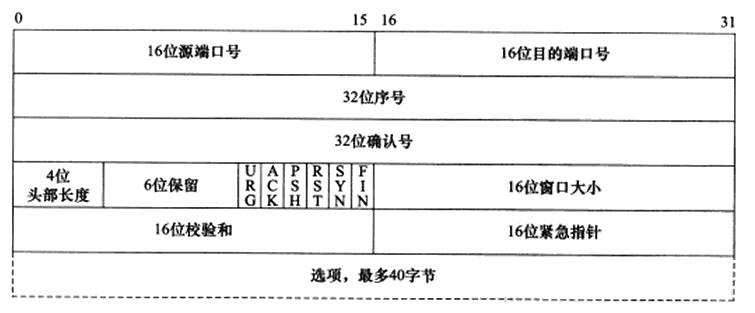 0 15 16 31
16位源端口号 16位目的端口号
32位序号
32位确认号
4位
头部长度 6位保留 URG ACK PSH RST SYN FIN 16位窗口大小
16位校验和 16位紧急指针
选项，最多40字节